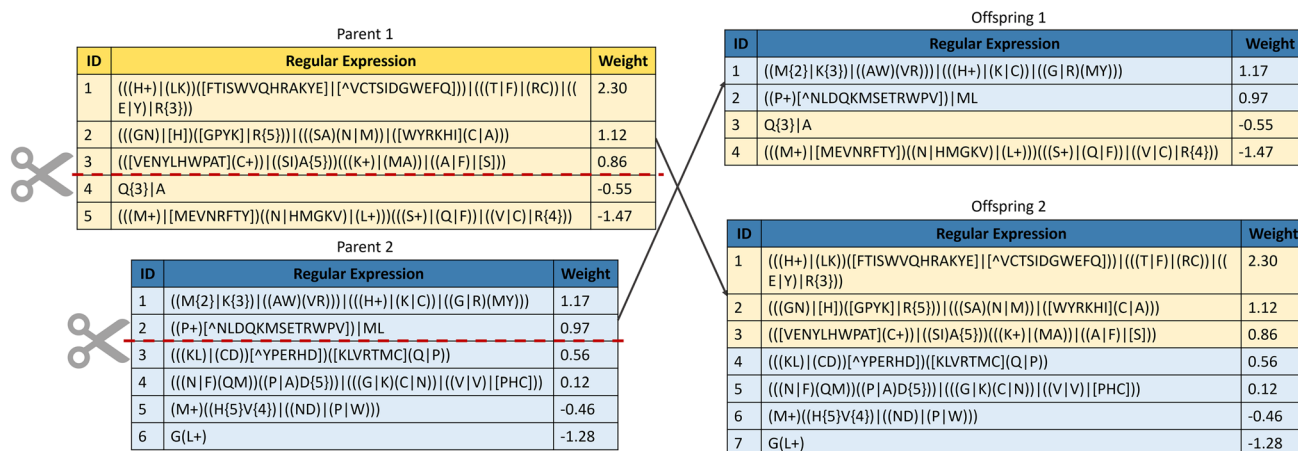 Parent 1
ID Regular Expression Weight
1 (((H+)|(LK))([FTISWVQHRAKYE]|[^VCTSIDGWEFQ]))|(((T|F)|(RC))|(( 2.30
E|Y)|R{3}))
2 (((GN)|[H])([GPYK]|R{5}))|(((SA)(N|M))|([WYRKHI](C|A))) 1.12
3 (([VENYLHWPAT](C+))|((SI)A{5}))(((K+)|(MA))|((A|F)|[S])) 0.86
4 Q{3}|A -0.55
5 (((M+)|[MEVNRFTY])((N|HMGKV)|(L+)))(((S+)|(Q|F))|((V|C)|R{4})) -1.47
Parent 2
ID Regular Expression Weight
1 ((M{2}|K{3})|((AW)(VR)))|(((H+)|(K|C))|((G|R)(MY))) 1.17
2 ((P+)[^NLDQKMSETRWPV])|ML 0.97
3 (((KL)|(CD))[^YPERHD])([KLVRTMC](Q|P)) 0.56
4 (((N|F)(QM))((P|A)D{5}))|(((G|K)(C|N))|((V|V)|[PHC])) 0.12
5 (M+)((H{5}V{4})|((ND)|(P|W))) -0.46
6 G(L+) -1.28
Offspring 1
ID Regular Expression Weight
1 ((M{2}|K{3})|((AW)(VR)))|(((H+)|(K|C))|((G|R)(MY))) 1.17
2 ((P+)[^NLDQKMSETRWPV])|ML 0.97
3 Q{3}|A -0.55
4 (((M+)|[MEVNRFTY])((N|HMGKV)|(L+)))(((S+)|(Q|F))|((V|C)|R{4})) -1.47
Offspring 2
ID Regular Expression Weight
1 (((H+)|(LK))([FTISWVQHRAKYE]|[^VCTSIDGWEFQ]))|(((T|F)|(RC))|(( 2.30
E|Y)|R{3}))
2 (((GN)|[H])([GPYK]|R{5}))|(((SA)(N|M))|([WYRKHI](C|A))) 1.12
3 (([VENYLHWPAT](C+))|((SI)A{5}))(((K+)|(MA))|((A|F)|[S])) 0.86
4 (((KL)|(CD))[^YPERHD])([KLVRTMC](Q|P)) 0.56
5 (((N|F)(QM))((P|A)D{5}))|(((G|K)(C|N))|((V|V)|[PHC])) 0.12
6 (M+)((H{5}V{4})|((ND)|(P|W))) -0.46
7 G(L+) -1.28